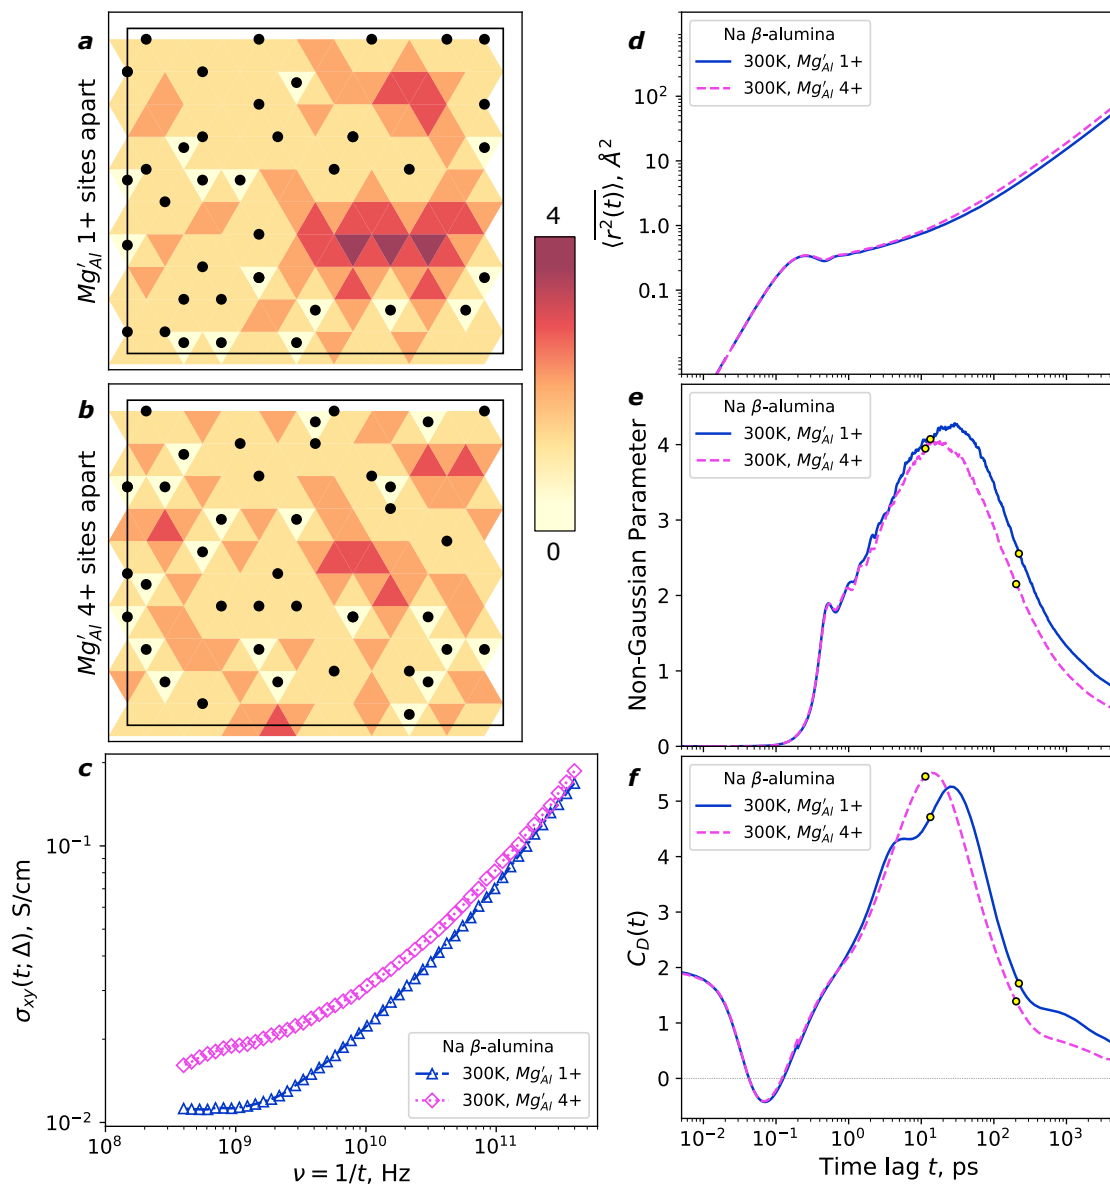 a
Mg′Al 1+ sites apart
b
Mg′Al 4+ sites apart
4
0
c
σxy(t; Δ), S/cm
10⁻¹
10⁻²
10⁸
10⁹
10¹⁰
10¹¹
ν = 1/t, Hz
Na β-alumina
300K, Mg′Al 1+
300K, Mg′Al 4+
d
Na β-alumina
300K, Mg′Al 1+
300K, Mg′Al 4+
⟨r²(t)⟩, Å²
10²
10
1.0
0.1
e
Na β-alumina
300K, Mg′Al 1+
300K, Mg′Al 4+
Non-Gaussian Parameter
4
3
2
1
0
f
Na β-alumina
300K, Mg′Al 1+
300K, Mg′Al 4+
CD(t)
5
4
3
2
1
0
10⁻²
10⁻¹
10⁰
10¹
10²
10³
Time lag t, ps